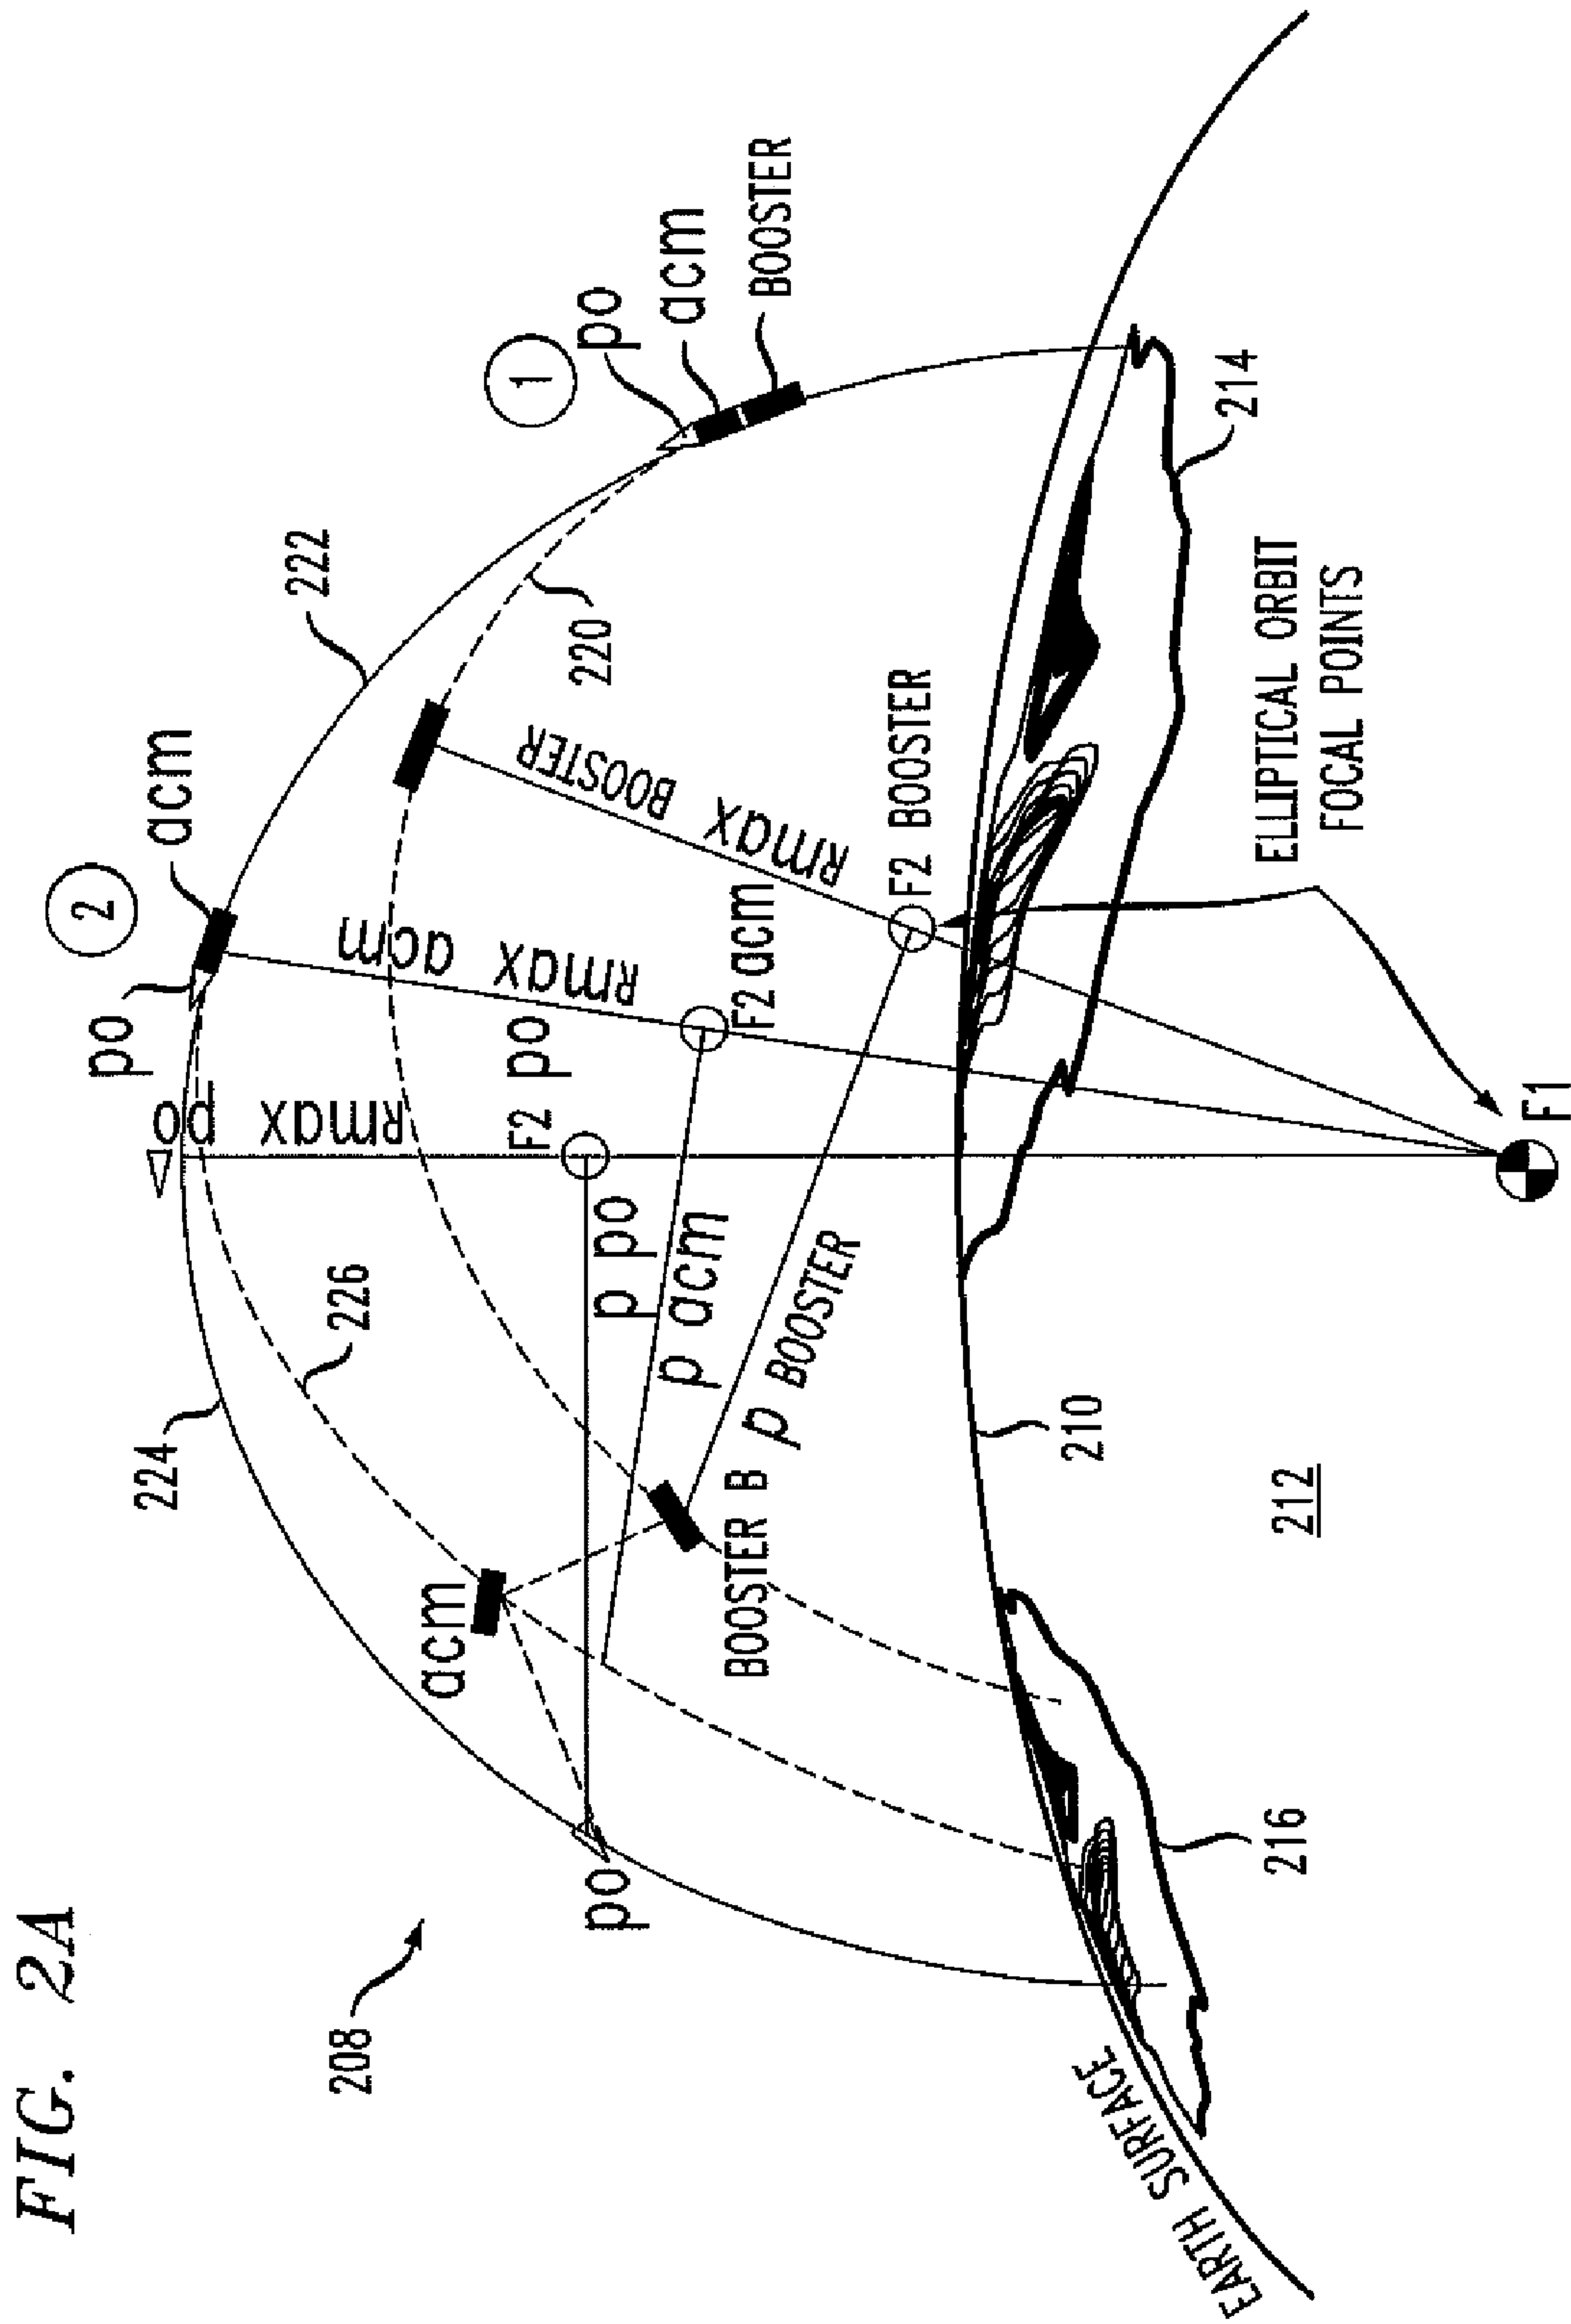 FIG. 2A
208
224
226
Rmax po
po
2
acm
222
1
po
acm
BOOSTER
220
Rmax acm
Rmax BOOSTER
F2 po
F2 acm
F2 BOOSTER
p po
p acm
p BOOSTER
acm
po
BOOSTER B
210
212
214
216
EARTH SURFACE
ELLIPTICAL ORBIT
FOCAL POINTS
F1